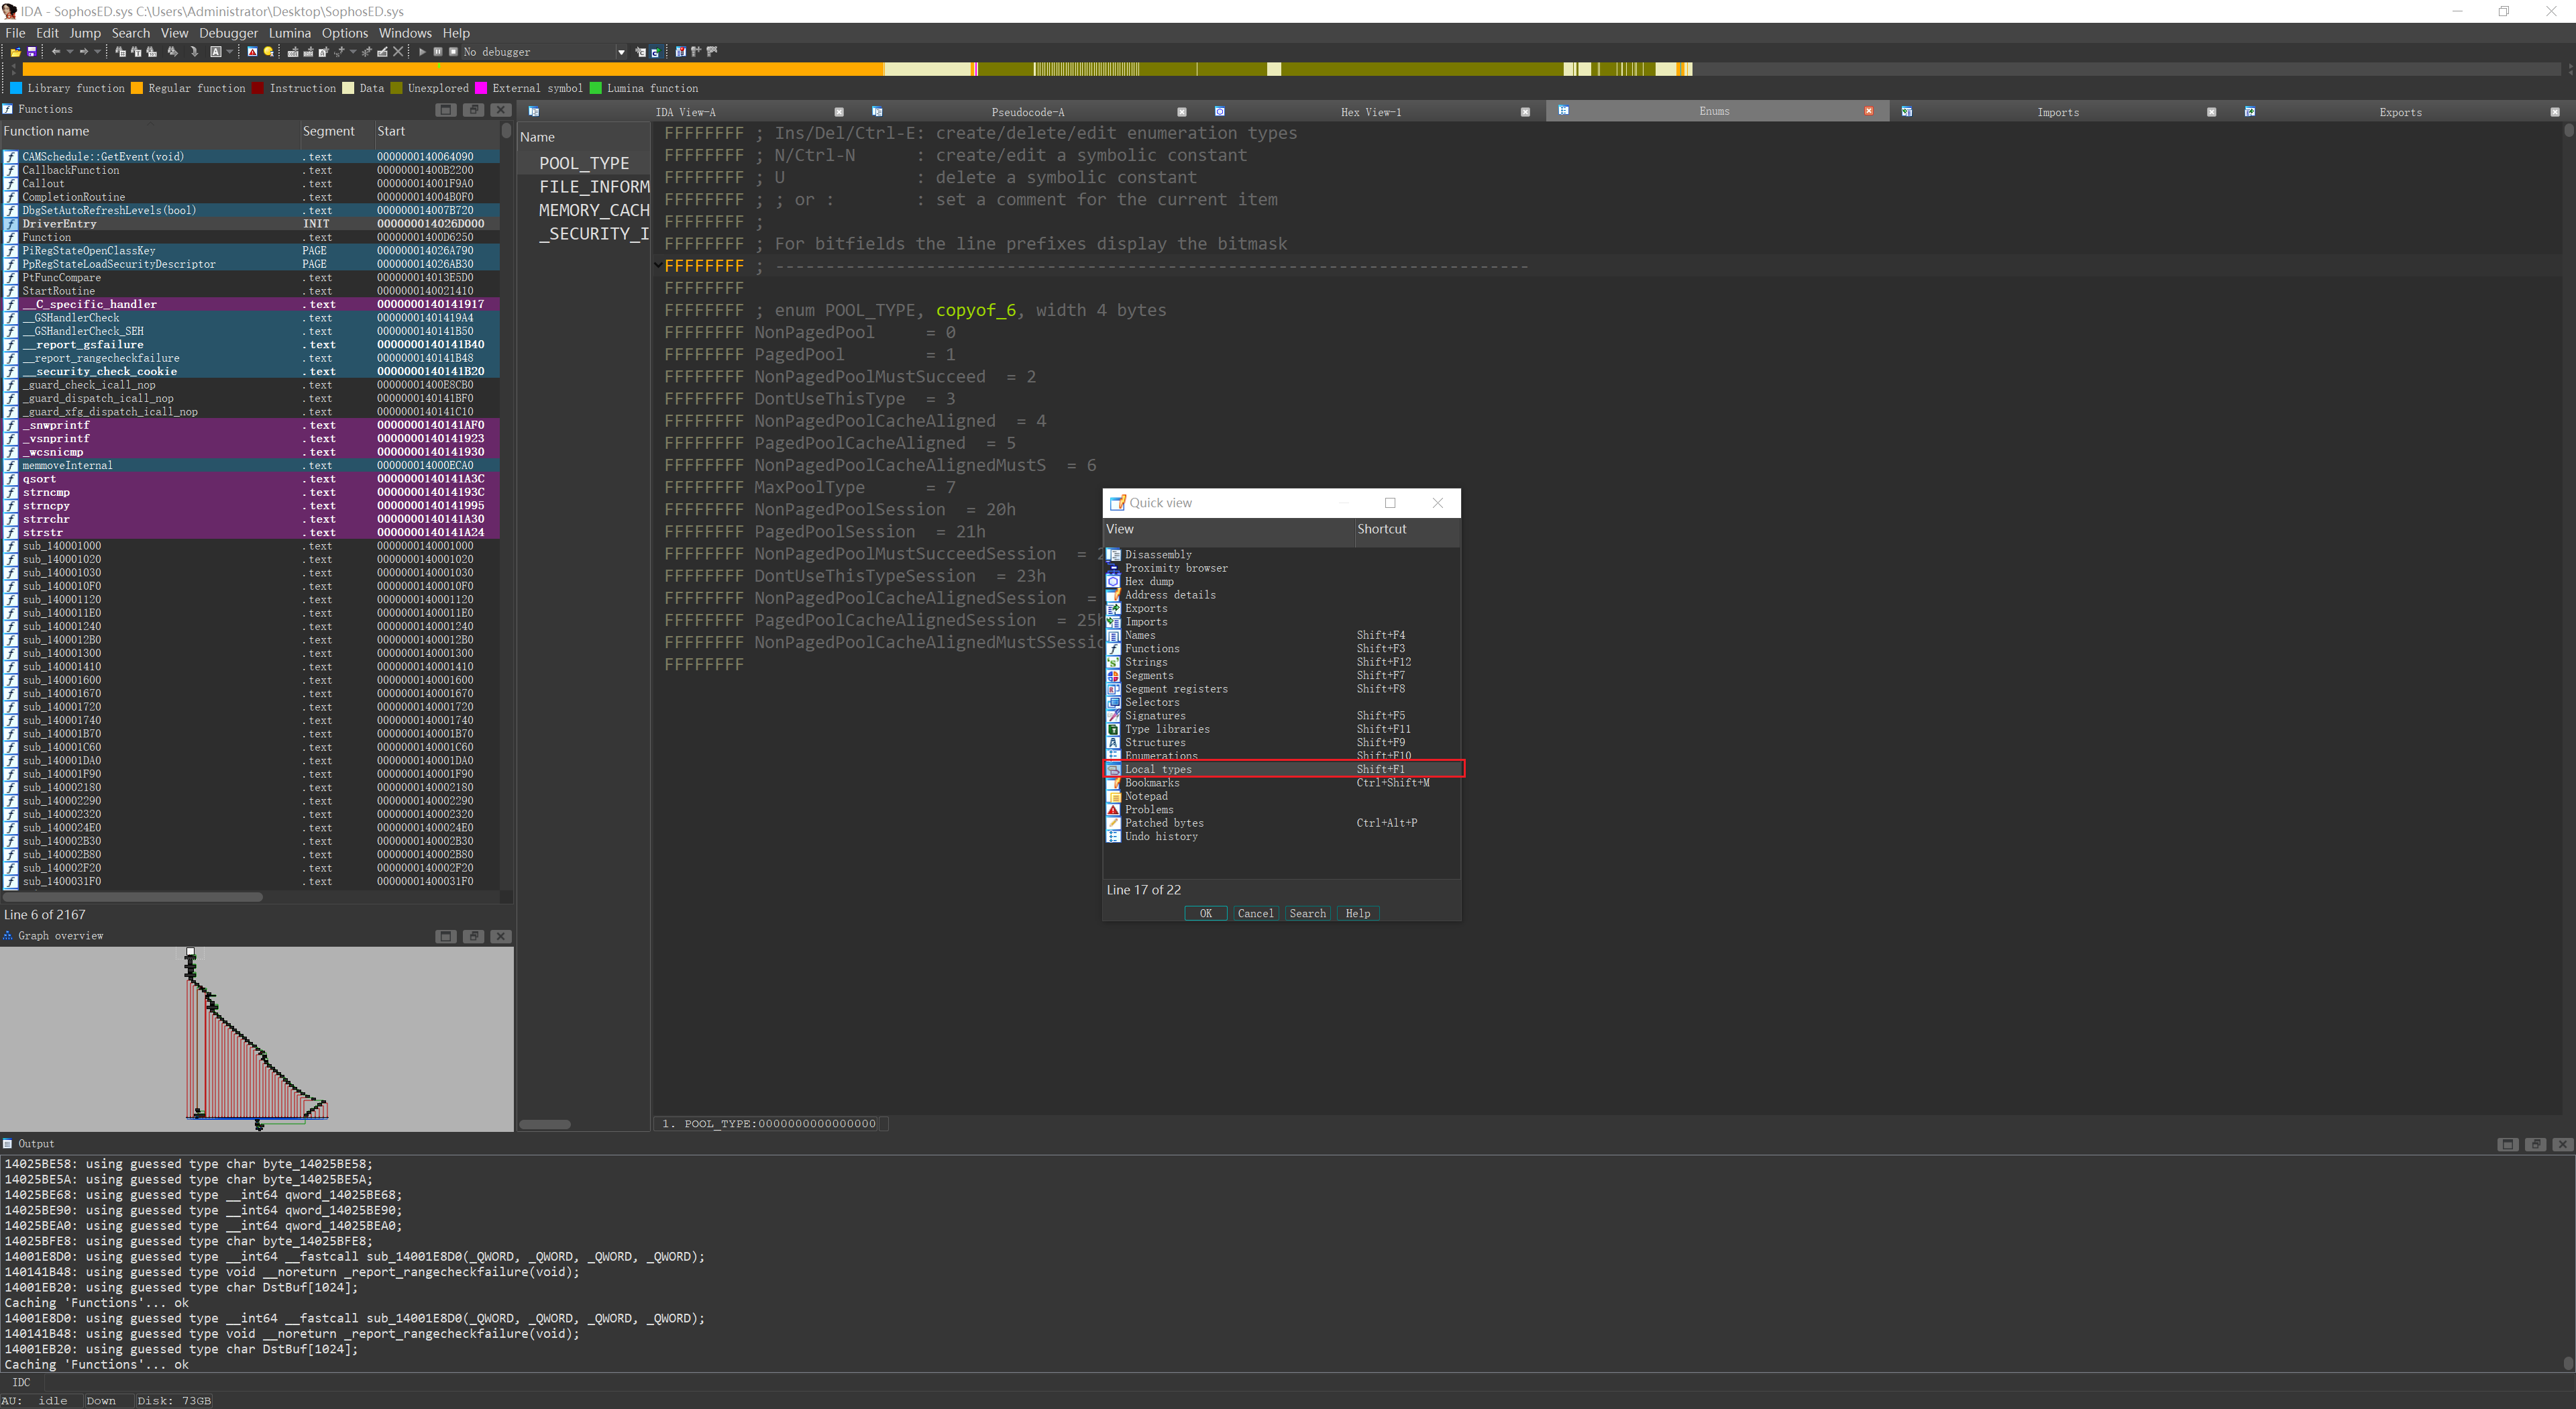 IDA - SophosED.sys C:\Users\Administrator\Desktop\SophosED.sys
File Edit Jump Search View Debugger Lumina Options Windows Help
No debugger
Library function Regular function Instruction Data Unexplored External symbol Lumina function
Functions
Function name Segment Start
CAMSchedule::GetEvent(void) .text 0000000140064090
CallbackFunction .text 00000001400B2200
Callout .text 000000014001F9A0
CompletionRoutine .text 000000014004B0F0
DbgSetAutoRefreshLevels(bool) .text 000000014007B720
DriverEntry INIT 000000014026D000
Function .text 00000001400D6250
PiRegStateOpenClassKey PAGE 000000014026A790
PpRegStateLoadSecurityDescriptor PAGE 000000014026AB30
PtFuncCompare .text 000000014013E5D0
StartRoutine .text 0000000140021410
__C_specific_handler .text 0000000140141917
__GSHandlerCheck .text 00000001401419A4
__GSHandlerCheck_SEH .text 0000000140141B50
__report_gsfailure .text 0000000140141B40
__report_rangecheckfailure .text 0000000140141B48
__security_check_cookie .text 0000000140141B20
_guard_check_icall_nop .text 00000001400E8CB0
_guard_dispatch_icall_nop .text 0000000140141BF0
_guard_xfg_dispatch_icall_nop .text 0000000140141C10
_snwprintf .text 0000000140141AF0
_vsnprintf .text 0000000140141923
_wcsnicmp .text 0000000140141930
memmoveInternal .text 000000014000ECA0
qsort .text 0000000140141A3C
strncmp .text 000000014014193C
strncpy .text 0000000140141995
strrchr .text 0000000140141A30
strstr .text 0000000140141A24
sub_140001000 .text 0000000140001000
sub_140001020 .text 0000000140001020
sub_140001030 .text 0000000140001030
sub_1400010F0 .text 00000001400010F0
sub_140001120 .text 0000000140001120
sub_1400011E0 .text 00000001400011E0
sub_140001240 .text 0000000140001240
sub_1400012B0 .text 00000001400012B0
sub_140001300 .text 0000000140001300
sub_140001410 .text 0000000140001410
sub_140001600 .text 0000000140001600
sub_140001670 .text 0000000140001670
sub_140001720 .text 0000000140001720
sub_140001740 .text 0000000140001740
sub_140001B70 .text 0000000140001B70
sub_140001C60 .text 0000000140001C60
sub_140001DA0 .text 0000000140001DA0
sub_140001F90 .text 0000000140001F90
sub_140002180 .text 0000000140002180
sub_140002290 .text 0000000140002290
sub_140002320 .text 0000000140002320
sub_1400024E0 .text 00000001400024E0
sub_140002B30 .text 0000000140002B30
sub_140002B80 .text 0000000140002B80
sub_140002F20 .text 0000000140002F20
sub_1400031F0 .text 00000001400031F0
Line 6 of 2167
Graph overview
IDA View-A Pseudocode-A Hex View-1 Enums Imports Exports
Name
POOL_TYPE
FILE_INFORM
MEMORY_CACH
_SECURITY_I
FFFFFFFF ; Ins/Del/Ctrl-E: create/delete/edit enumeration types
FFFFFFFF ; N/Ctrl-N : create/edit a symbolic constant
FFFFFFFF ; U : delete a symbolic constant
FFFFFFFF ; ; or : : set a comment for the current item
FFFFFFFF ;
FFFFFFFF ; For bitfields the line prefixes display the bitmask
FFFFFFFF ; ---------------------------------------------------------------------------
FFFFFFFF
FFFFFFFF ; enum POOL_TYPE, copyof_6, width 4 bytes
FFFFFFFF NonPagedPool = 0
FFFFFFFF PagedPool = 1
FFFFFFFF NonPagedPoolMustSucceed = 2
FFFFFFFF DontUseThisType = 3
FFFFFFFF NonPagedPoolCacheAligned = 4
FFFFFFFF PagedPoolCacheAligned = 5
FFFFFFFF NonPagedPoolCacheAlignedMustS = 6
FFFFFFFF MaxPoolType = 7
FFFFFFFF NonPagedPoolSession = 20h
FFFFFFFF PagedPoolSession = 21h
FFFFFFFF NonPagedPoolMustSucceedSession = 2
FFFFFFFF DontUseThisTypeSession = 23h
FFFFFFFF NonPagedPoolCacheAlignedSession =
FFFFFFFF PagedPoolCacheAlignedSession = 25h
FFFFFFFF NonPagedPoolCacheAlignedMustSSessio
FFFFFFFF
1. POOL_TYPE:0000000000000000
Quick view
View Shortcut
Disassembly
Proximity browser
Hex dump
Address details
Exports
Imports
Names Shift+F4
Functions Shift+F3
Strings Shift+F12
Segments Shift+F7
Segment registers Shift+F8
Selectors
Signatures Shift+F5
Type libraries Shift+F11
Structures Shift+F9
Enumerations Shift+F10
Local types Shift+F1
Bookmarks Ctrl+Shift+M
Notepad
Problems
Patched bytes Ctrl+Alt+P
Undo history
Line 17 of 22
OK Cancel Search Help
Output
14025BE58: using guessed type char byte_14025BE58;
14025BE5A: using guessed type char byte_14025BE5A;
14025BE68: using guessed type __int64 qword_14025BE68;
14025BE90: using guessed type __int64 qword_14025BE90;
14025BEA0: using guessed type __int64 qword_14025BEA0;
14025BFE8: using guessed type char byte_14025BFE8;
14001E8D0: using guessed type __int64 __fastcall sub_14001E8D0(_QWORD, _QWORD, _QWORD, _QWORD);
140141B48: using guessed type void __noreturn _report_rangecheckfailure(void);
14001EB20: using guessed type char DstBuf[1024];
Caching 'Functions'... ok
14001E8D0: using guessed type __int64 __fastcall sub_14001E8D0(_QWORD, _QWORD, _QWORD, _QWORD);
140141B48: using guessed type void __noreturn _report_rangecheckfailure(void);
14001EB20: using guessed type char DstBuf[1024];
Caching 'Functions'... ok
IDC
AU: idle Down Disk: 73GB